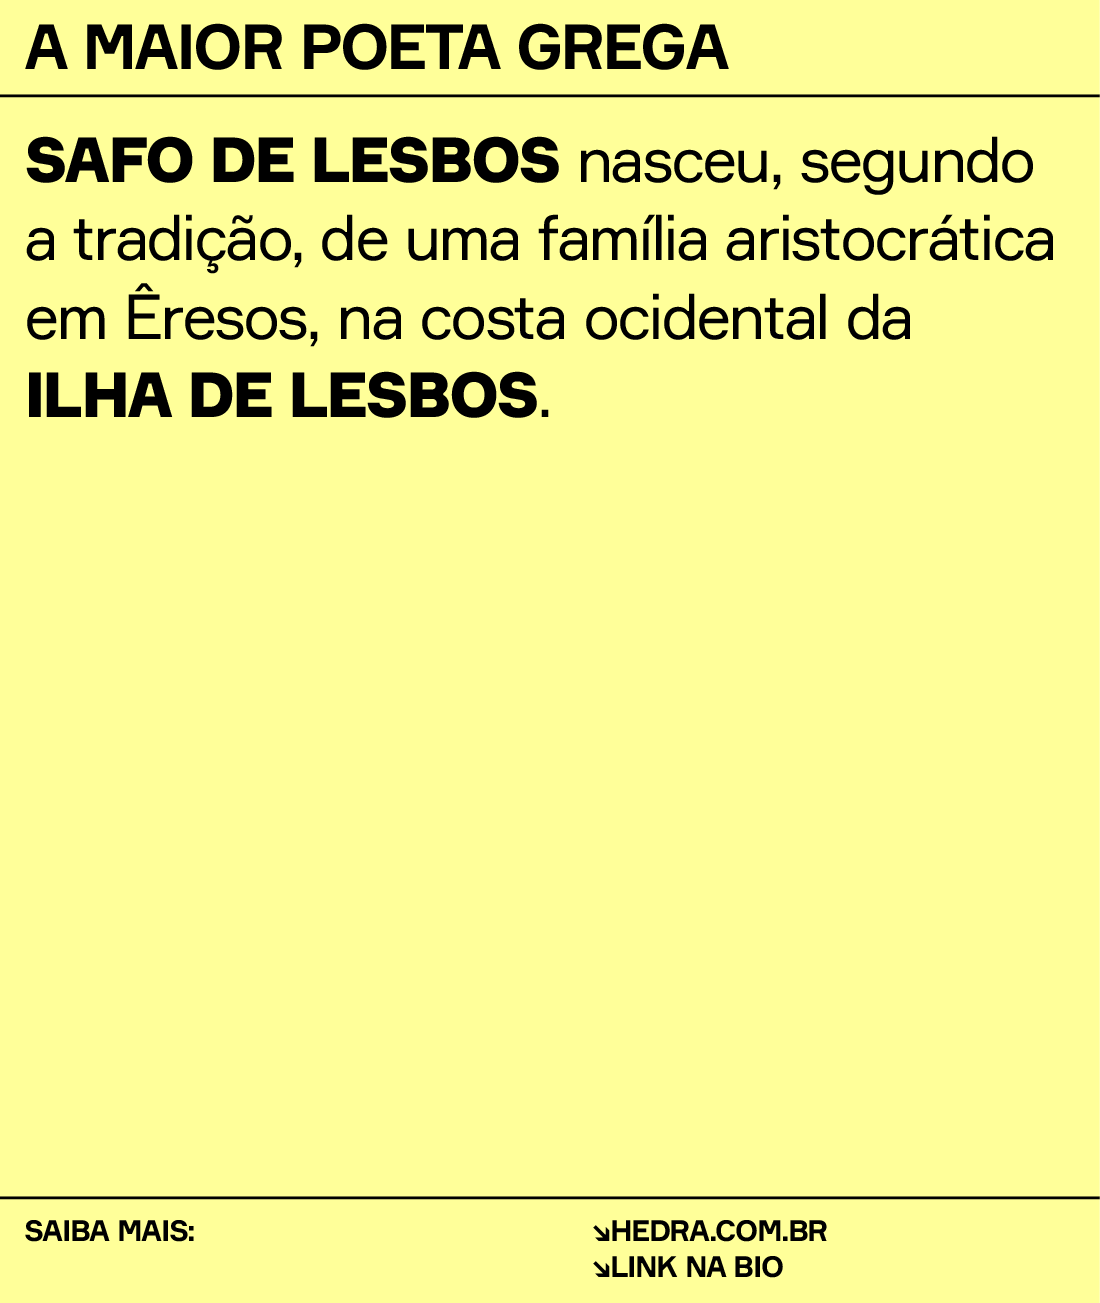 A MAIOR POETA GREGA
SAFO DE LESBOS nasceu, segundo
a tradição, de uma família aristocrática
em Êresos, na costa ocidental da
ILHA DE LESBOS.
SAIBA MAIS:
↘HEDRA.COM.BR
↘LINK NA BIO